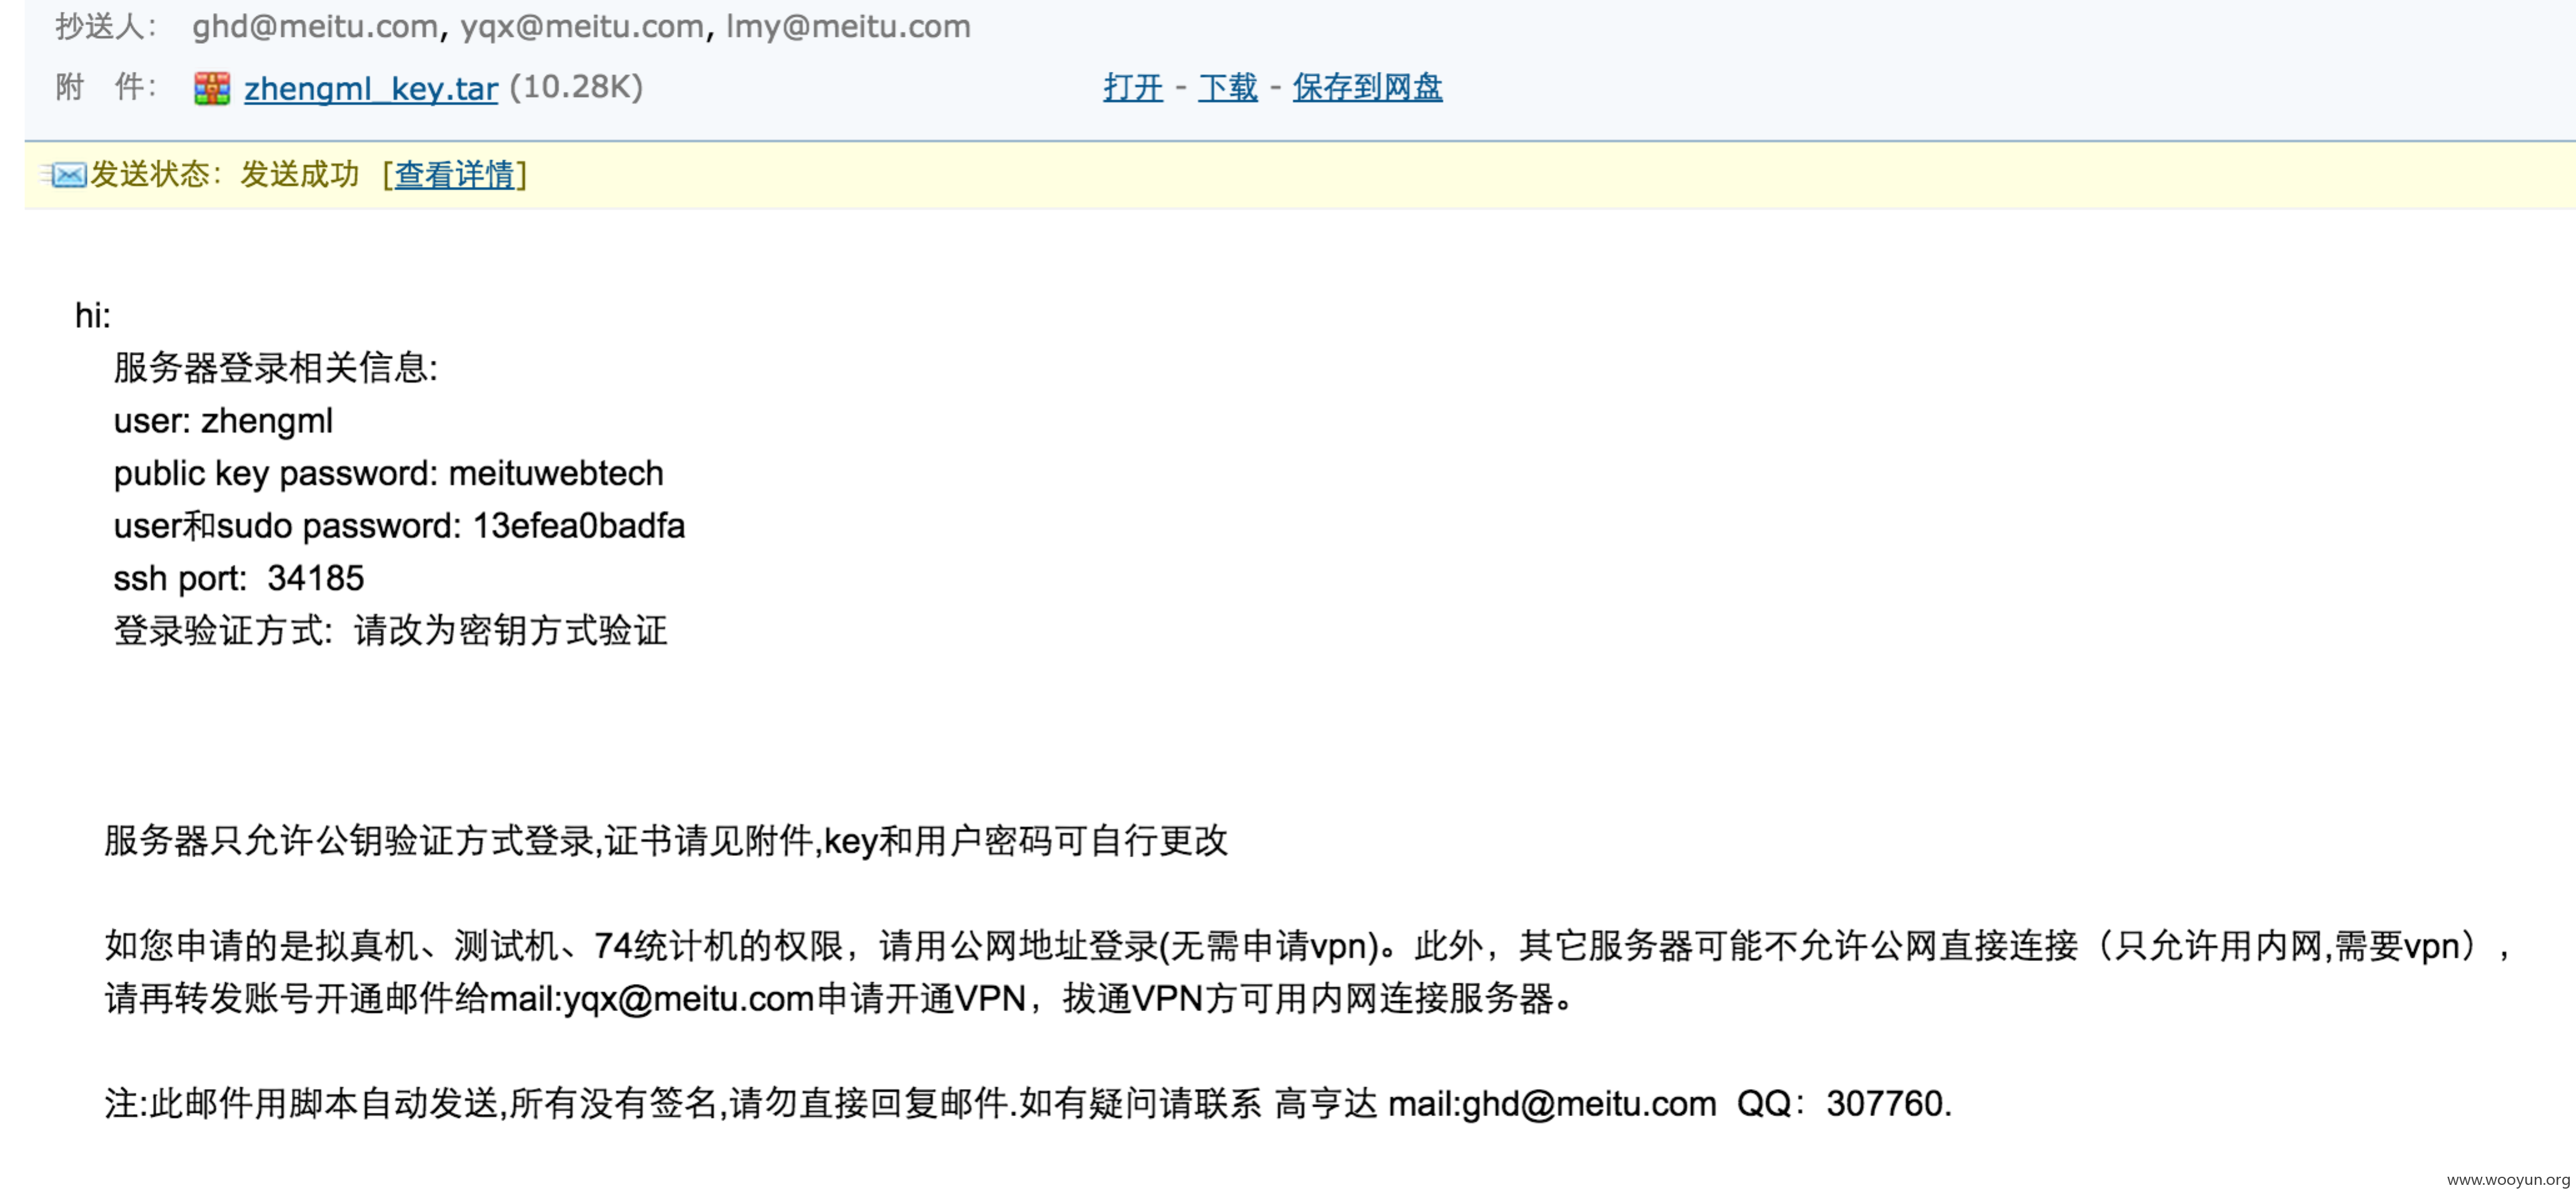 抄送人： ghd@meitu.com, yqx@meitu.com, lmy@meitu.com
附 件： zhengml_key.tar (10.28K) 打开 - 下载 - 保存到网盘
发送状态：发送成功 [查看详情]
hi:
服务器登录相关信息:
user: zhengml
public key password: meituwebtech
user和sudo password: 13efea0badfa
ssh port: 34185
登录验证方式: 请改为密钥方式验证
服务器只允许公钥验证方式登录,证书请见附件,key和用户密码可自行更改
如您申请的是拟真机、测试机、74统计机的权限，请用公网地址登录(无需申请vpn)。此外，其它服务器可能不允许公网直接连接（只允许用内网,需要vpn），
请再转发账号开通邮件给mail:yqx@meitu.com申请开通VPN，拔通VPN方可用内网连接服务器。
注:此邮件用脚本自动发送,所有没有签名,请勿直接回复邮件.如有疑问请联系 高亨达 mail:ghd@meitu.com QQ：307760.
www.wooyun.org